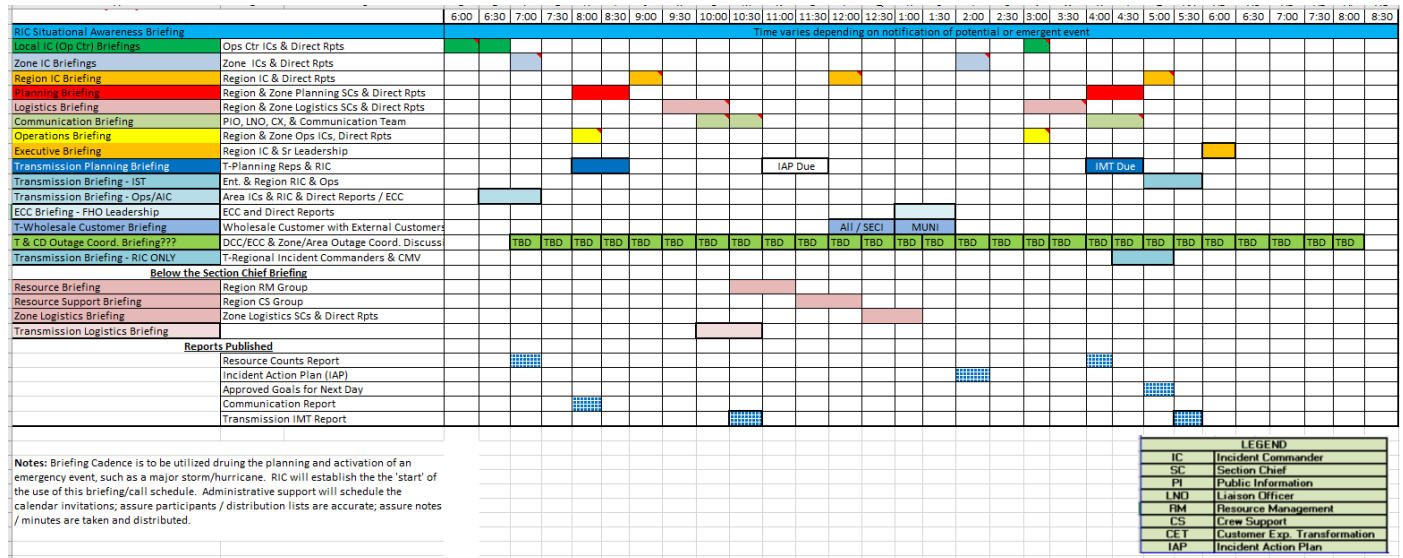 6:00 6:30 7:00 7:30 8:00 8:30 9:00 9:30 10:00 10:30 11:00 11:30 12:00 12:30 1:00 1:30 2:00 2:30 3:00 3:30 4:00 4:30 5:00 5:30 6:00 6:30 7:00 7:30 8:00 8:30
RIC Situational Awareness Briefing Time varies depending on notification of potential or emergent event
Local IC (Op Ctr) Briefings Ops Ctr ICs & Direct Rpts
Zone IC Briefings Zone ICs & Direct Rpts
Region IC Briefing Region IC & Direct Rpts
Planning Briefing Region & Zone Planning SCs & Direct Rpts
Logistics Briefing Region & Zone Logistics SCs & Direct Rpts
Communication Briefing PIO, LNO, CX, & Communication Team
Operations Briefing Region & Zone Ops ICs, Direct Rpts
Executive Briefing Region IC & Sr Leadership
Transmission Planning Briefing T-Planning Reps & RIC IAP Due IMT Due
Transmission Briefing - IST Ent. & Region RIC & Ops
Transmission Briefing - Ops/AIC Area ICs & RIC & Direct Reports / ECC
ECC Briefing - FHO Leadership ECC and Direct Reports
T-Wholesale Customer Briefing Wholesale Customer with External Customers All / SECI MUNI
T & CD Outage Coord. Briefing??? DCC/ECC & Zone/Area Outage Coord. Discuss TBD TBD TBD TBD TBD TBD TBD TBD TBD TBD TBD TBD TBD TBD TBD TBD TBD TBD TBD TBD TBD TBD TBD TBD TBD TBD TBD
Transmission Briefing - RIC ONLY T-Regional Incident Commanders & CMV
Below the Section Chief Briefing
Resource Briefing Region RM Group
Resource Support Briefing Region CS Group
Zone Logistics Briefing Zone Logistics SCs & Direct Rpts
Transmission Logistics Briefing
Reports Published
Resource Counts Report
Incident Action Plan (IAP)
Approved Goals for Next Day
Communication Report
Transmission IMT Report
Notes: Briefing Cadence is to be utilized druing the planning and activation of an
emergency event, such as a major storm/hurricane. RIC will establish the the 'start' of
the use of this briefing/call schedule. Administrative support will schedule the
calendar invitations; assure participants / distribution lists are accurate; assure notes
/ minutes are taken and distributed.
LEGEND
IC Incident Commander
SC Section Chief
PI Public Information
LNO Liaison Officer
RM Resource Management
CS Crew Support
CET Customer Exp. Transformation
IAP Incident Action Plan